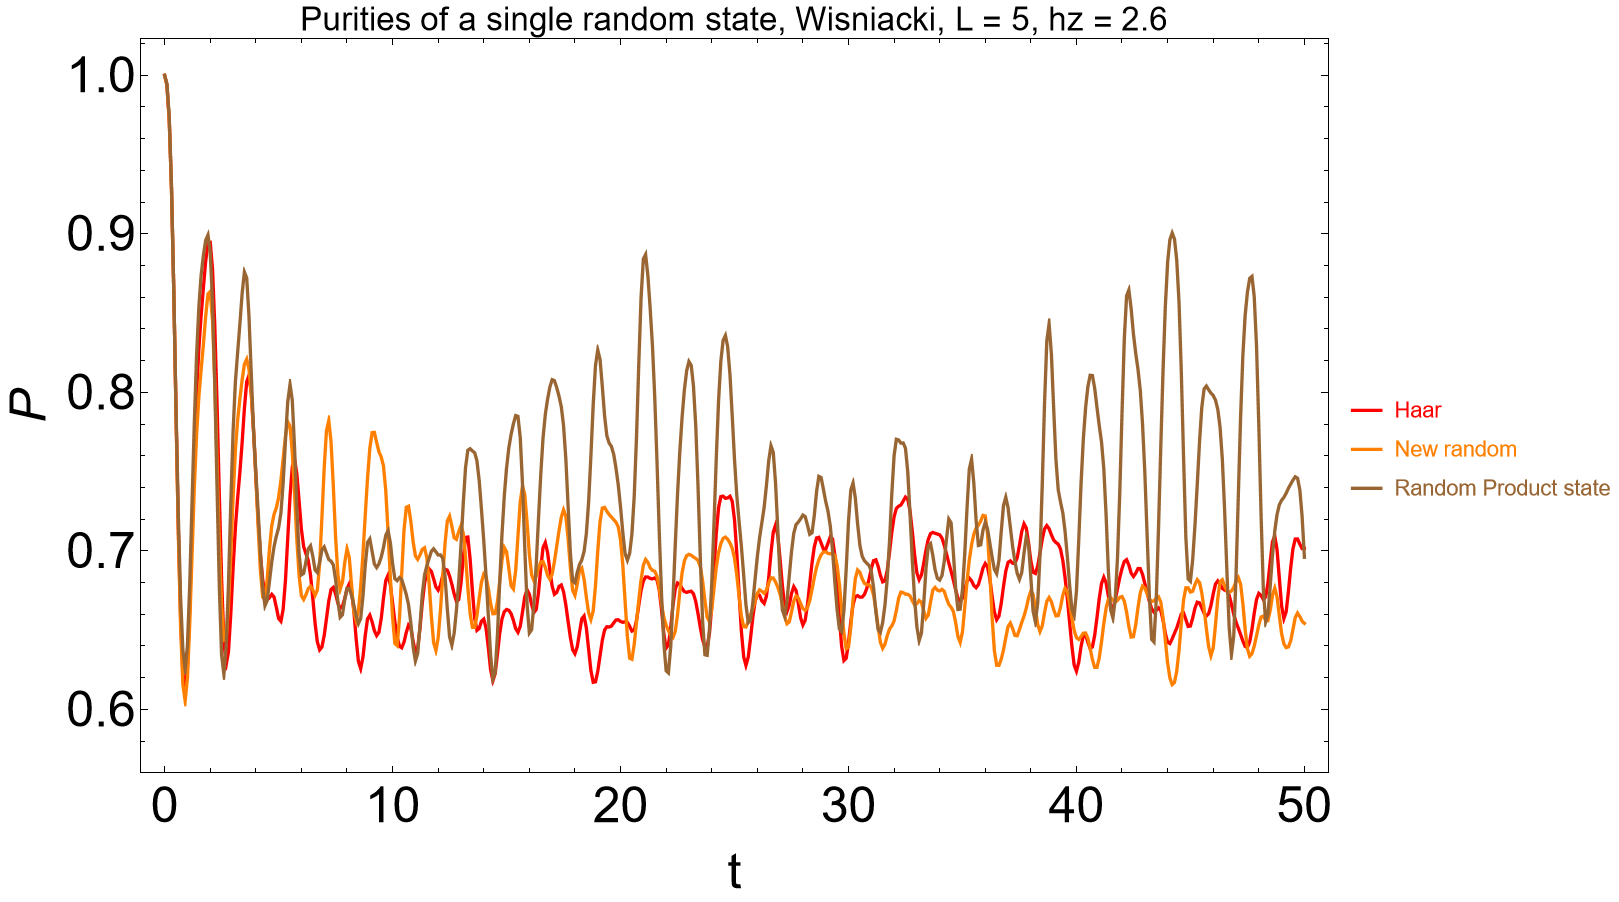 Purities of a single random state, Wisniacki, L = 5, hz = 2.6
1.0
0.9
0.8
0.7
0.6
P
0 10 20 30 40 50
t
Haar
New random
Random Product state